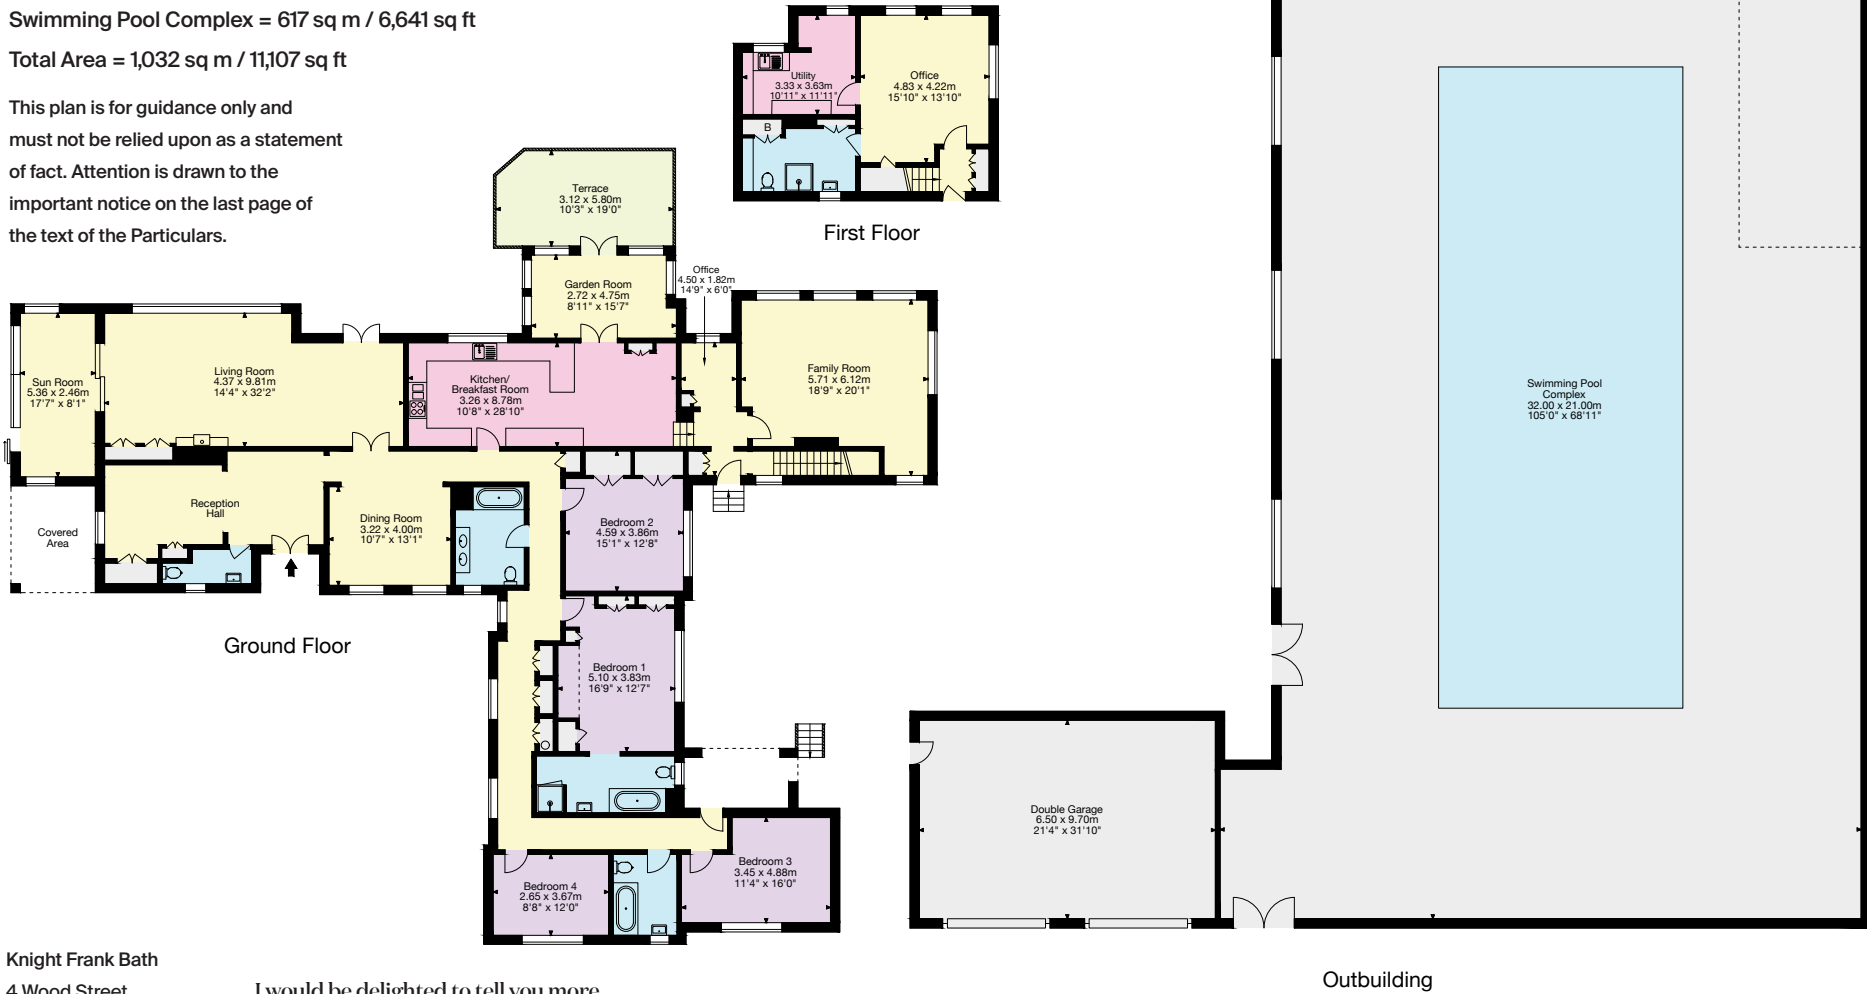 Swimming Pool Complex = 617 sq m / 6,641 sq ft
Total Area = 1,032 sq m / 11,107 sq ft
This plan is for guidance only and
must not be relied upon as a statement
of fact. Attention is drawn to the
important notice on the last page of
the text of the Particulars.
Utility
3.33 x 3.63m
10'11" x 11'11"
Office
4.83 x 4.22m
15'10" x 13'10"
B
First Floor
Terrace
3.12 x 5.80m
10'3" x 19'0"
Garden Room
2.72 x 4.75m
8'11" x 15'7"
Office
4.50 x 1.82m
14'9" x 6'0"
Sun Room
5.36 x 2.46m
17'7" x 8'1"
Living Room
4.37 x 9.81m
14'4" x 32'2"
Kitchen/
Breakfast Room
3.26 x 8.78m
10'8" x 28'10"
Family Room
5.71 x 6.12m
18'9" x 20'1"
Covered
Area
Reception
Hall
Dining Room
3.22 x 4.00m
10'7" x 13'1"
Bedroom 2
4.59 x 3.86m
15'1" x 12'8"
Ground Floor
Bedroom 1
5.10 x 3.83m
16'9" x 12'7"
Bedroom 4
2.65 x 3.67m
8'8" x 12'0"
Bedroom 3
3.45 x 4.88m
11'4" x 16'0"
Swimming Pool
Complex
32.00 x 21.00m
105'0" x 68'11"
Double Garage
6.50 x 9.70m
21'4" x 31'10"
Outbuilding
Knight Frank Bath
4 Wood Street
I would be delighted to tell you more